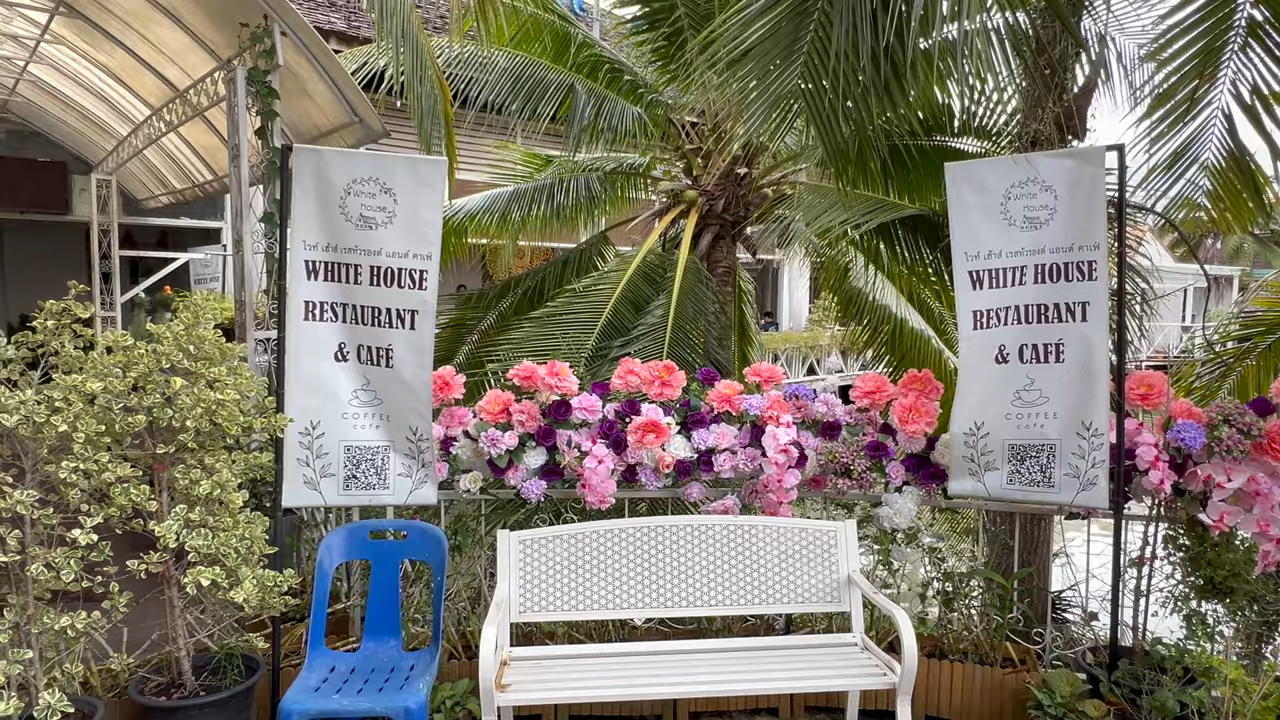 White
House
ไวท์ เฮ้าส์ เรสทัวรองต์ แอนด์ คาเฟ่
WHITE HOUSE
RESTAURANT
& CAFÉ
COFFEE
cafe
White
House
ไวท์ เฮ้าส์ เรสทัวรองต์ แอนด์ คาเฟ่
WHITE HOUSE
RESTAURANT
& CAFÉ
COFFEE
cafe
WHITE HOUSE